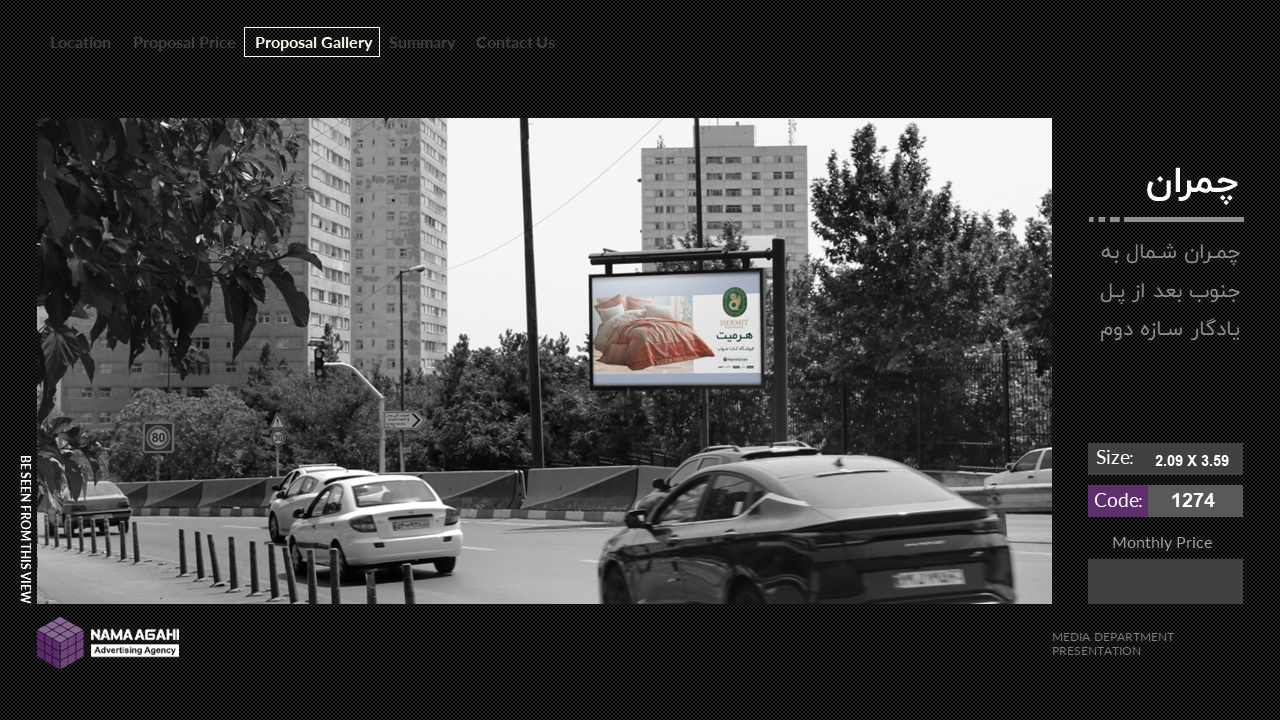 Location
Proposal Price
Proposal Gallery
Summary
Contact Us
چمران
چمران شمال به
جنوب بعد از پل
یادگار سازه دوم
HERMIT
هرمیت
80
30
Size: 2.09 X 3.59
Code: 1274
Monthly Price
BE SEEN FROM THIS VIEW
NAMA AGAHI
Advertising Agency
MEDIA DEPARTMENT
PRESENTATION